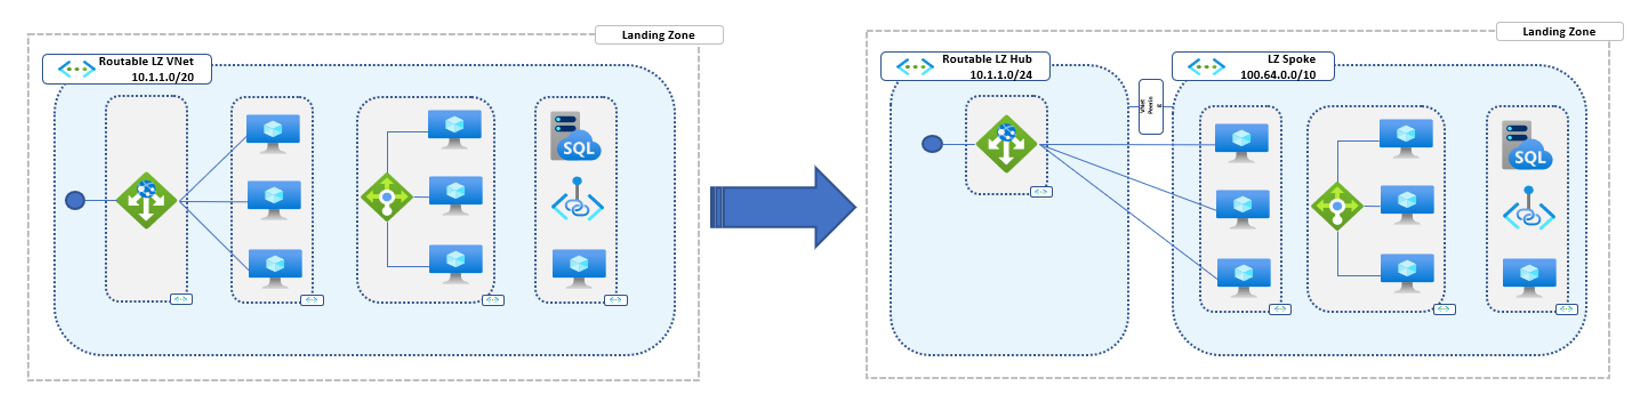 Landing Zone
Routable LZ VNet
10.1.1.0/20
SQL
Landing Zone
Routable LZ Hub
10.1.1.0/24
VNet
Peerin
g
LZ Spoke
100.64.0.0/10
SQL